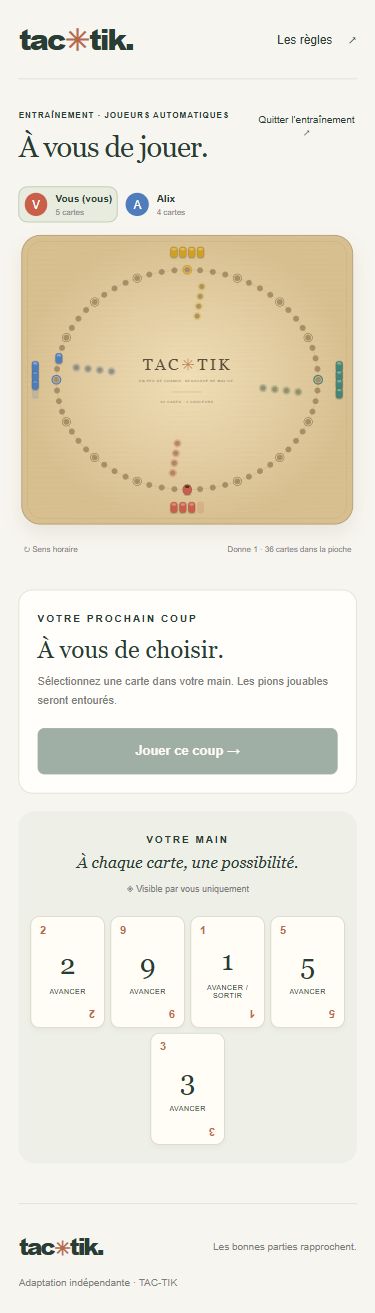 tac✳tik.
Les règles ↗
ENTRAÎNEMENT · JOUEURS AUTOMATIQUES
À vous de jouer.
Quitter l'entraînement
↗
V
Vous (vous)
5 cartes
A
Alix
4 cartes
TAC✳TIK
↻ Sens horaire
Donne 1 · 36 cartes dans la pioche
VOTRE PROCHAIN COUP
À vous de choisir.
Sélectionnez une carte dans votre main. Les pions jouables
seront entourés.
Jouer ce coup →
VOTRE MAIN
À chaque carte, une possibilité.
Visible par vous uniquement
2
2
AVANCER
2
9
9
AVANCER
9
1
1
AVANCER /
SORTIR
1
5
5
AVANCER
5
3
3
AVANCER
3
tac✳tik.
Les bonnes parties rapprochent.
Adaptation indépendante · TAC-TIK